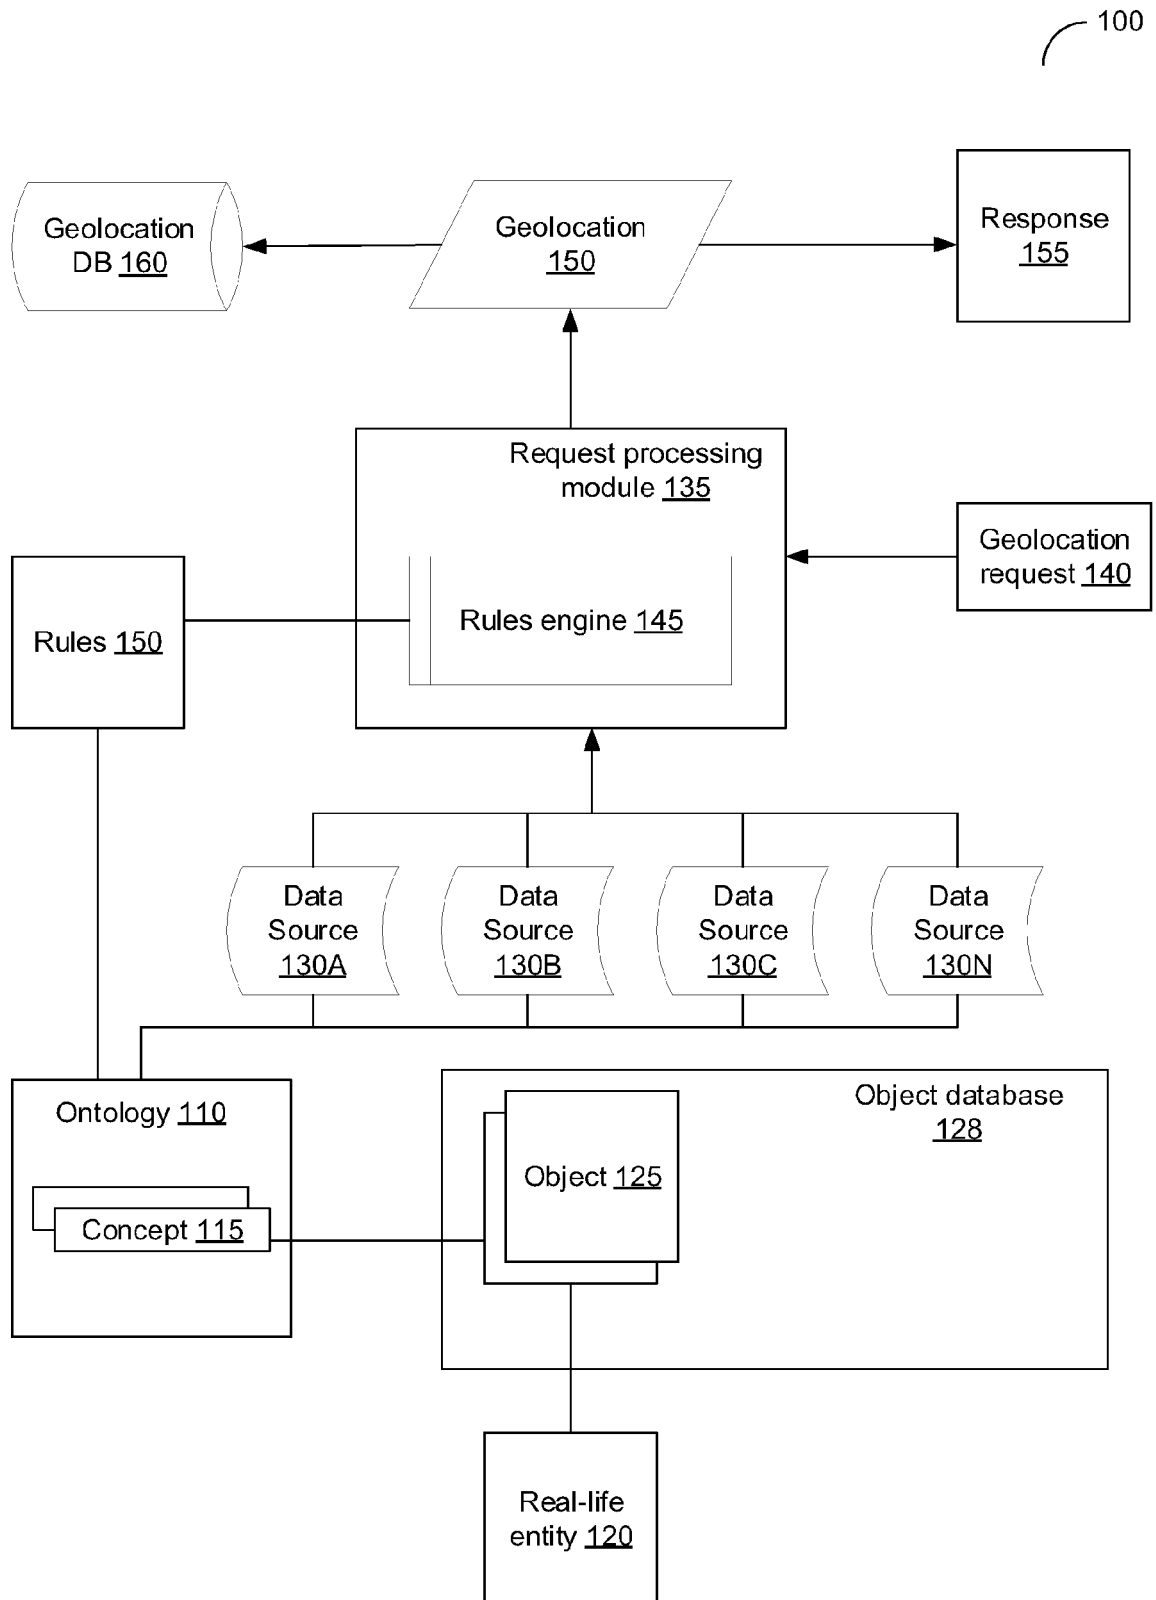 100
Geolocation
DB 160
Geolocation
150
Response
155
Request processing
module 135
Geolocation
request 140
Rules 150
Rules engine 145
Data
Source
130A
Data
Source
130B
Data
Source
130C
Data
Source
130N
Ontology 110
Object database
128
Object 125
Concept 115
Real-life
entity 120